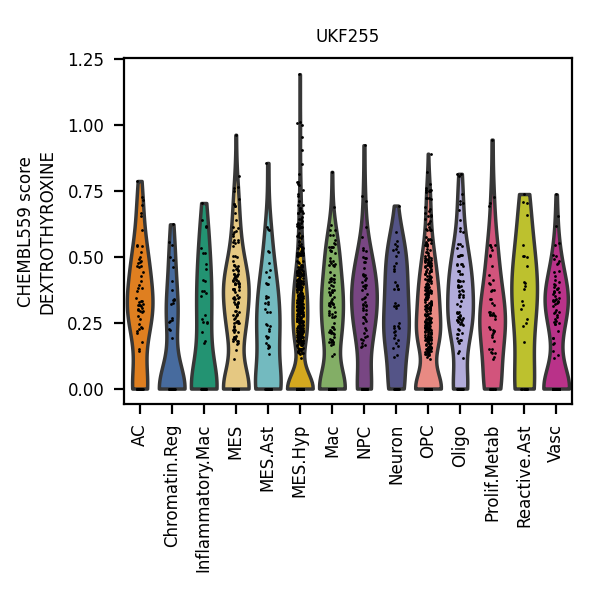 UKF255
CHEMBL559 score
DEXTROTHYROXINE
1.25
1.00
0.75
0.50
0.25
0.00
AC
Chromatin.Reg
Inflammatory.Mac
MES
MES.Ast
MES.Hyp
Mac
NPC
Neuron
OPC
Oligo
Prolif.Metab
Reactive.Ast
Vasc